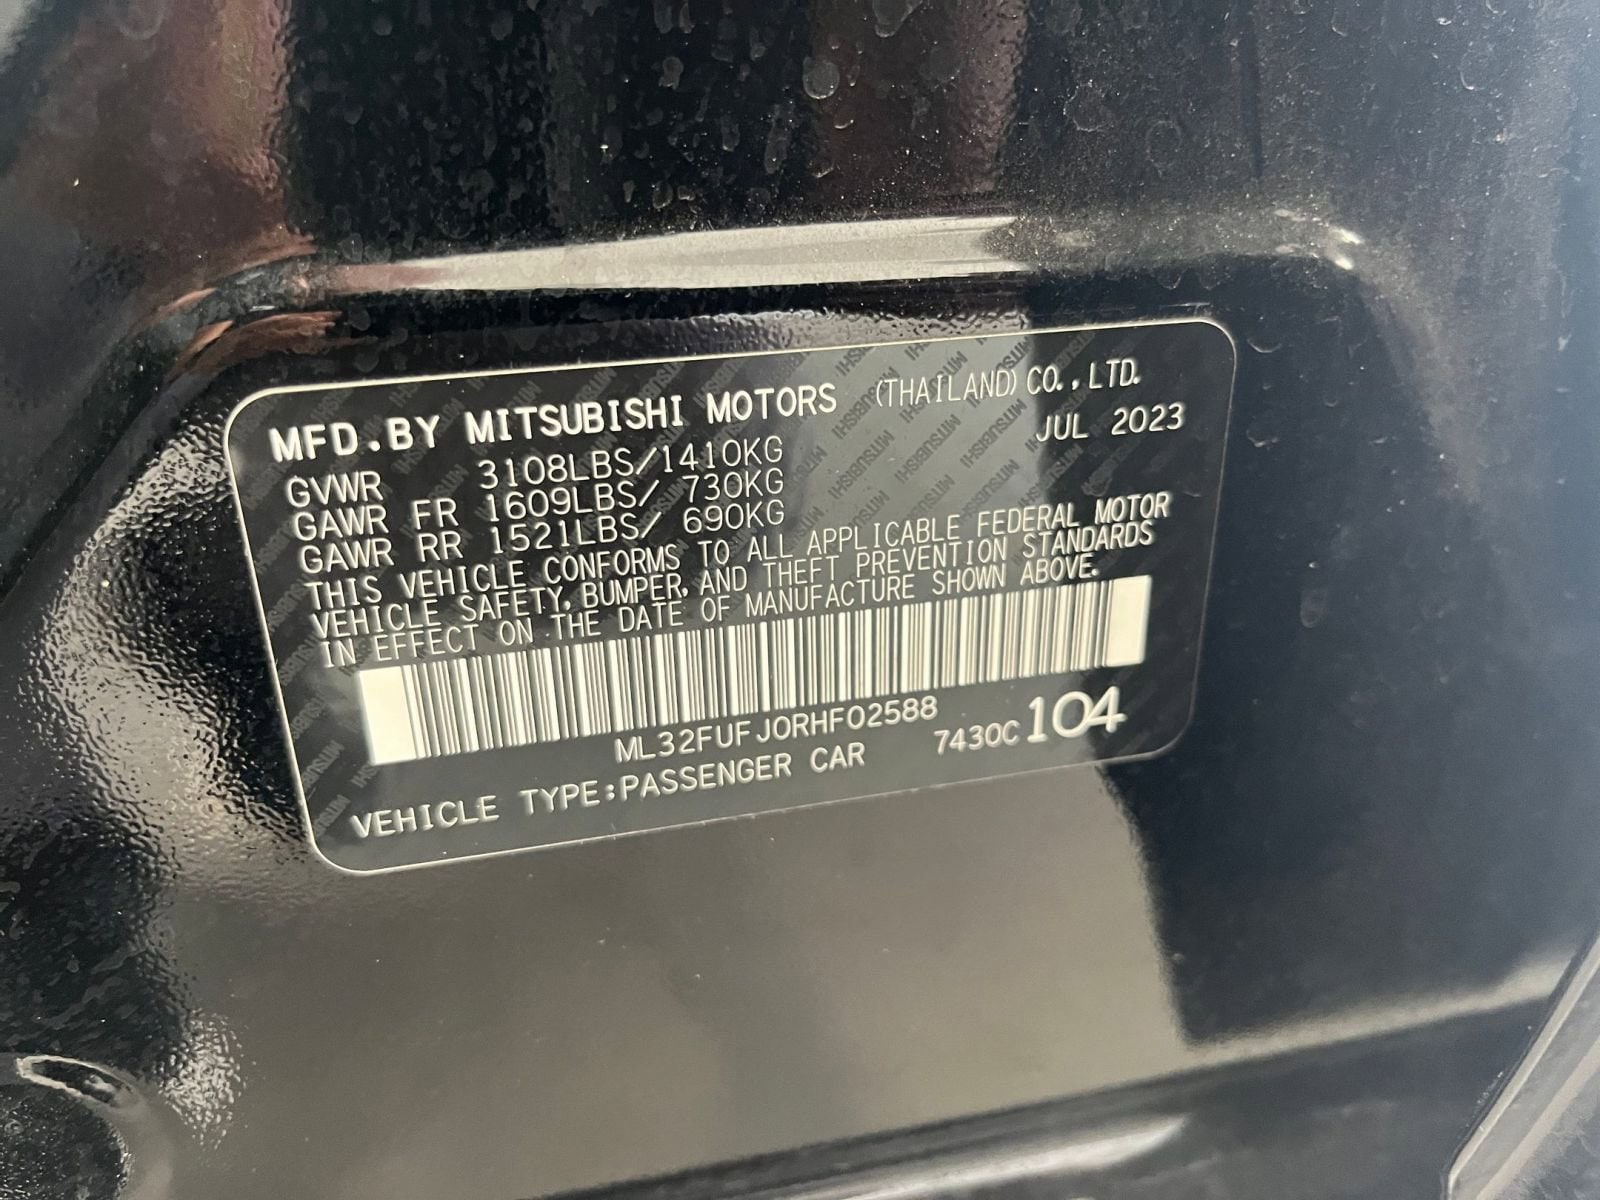 MFD.BY MITSUBISHI MOTORS (THAILAND) CO.,LTD.
JUL 2023
GVWR 3108LBS/1410KG
GAWR FR 1609LBS/ 730KG
GAWR RR 1521LBS/ 690KG
THIS VEHICLE CONFORMS TO ALL APPLICABLE FEDERAL MOTOR
VEHICLE SAFETY, BUMPER, AND THEFT PREVENTION STANDARDS
IN EFFECT ON THE DATE OF MANUFACTURE SHOWN ABOVE.
ML32FUFJ0RHF02588
VEHICLE TYPE:PASSENGER CAR 7430C 104